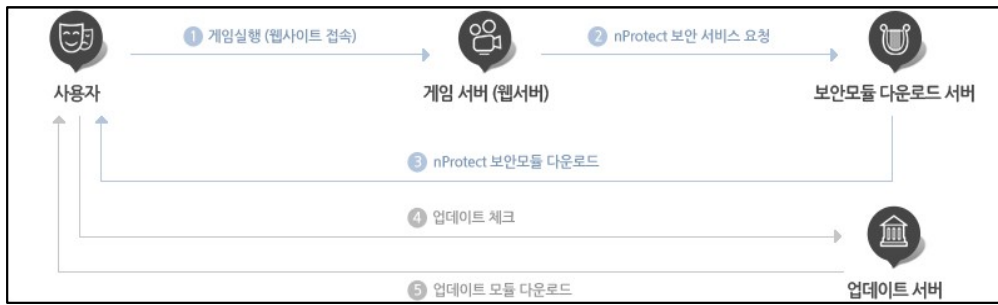 ① 게임실행 (웹사이트 접속)
② nProtect 보안 서비스 요청
사용자
게임 서버 (웹서버)
보안모듈 다운로드 서버
③ nProtect 보안모듈 다운로드
④ 업데이트 체크
⑤ 업데이트 모듈 다운로드
업데이트 서버